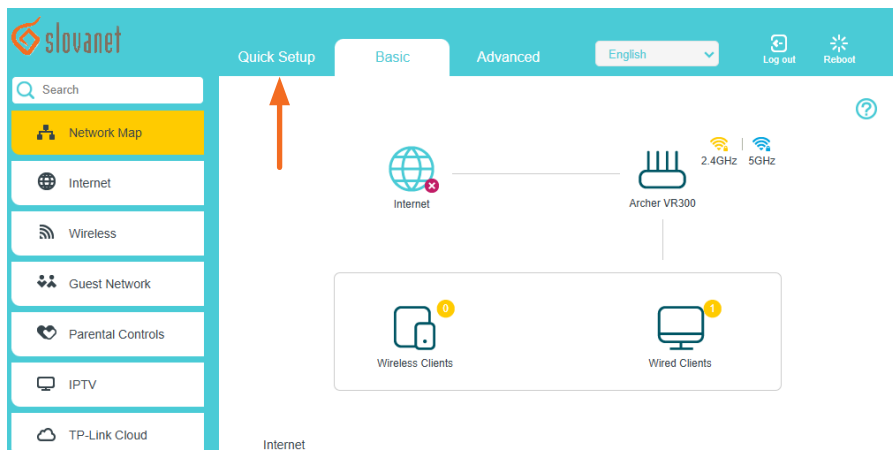 slovanet
Quick Setup
Basic
Advanced
English
Log out
Reboot
Search
Network Map
Internet
Wireless
Guest Network
Parental Controls
IPTV
TP-Link Cloud
2.4GHz | 5GHz
Internet
Archer VR300
0
1
Wireless Clients
Wired Clients
Internet